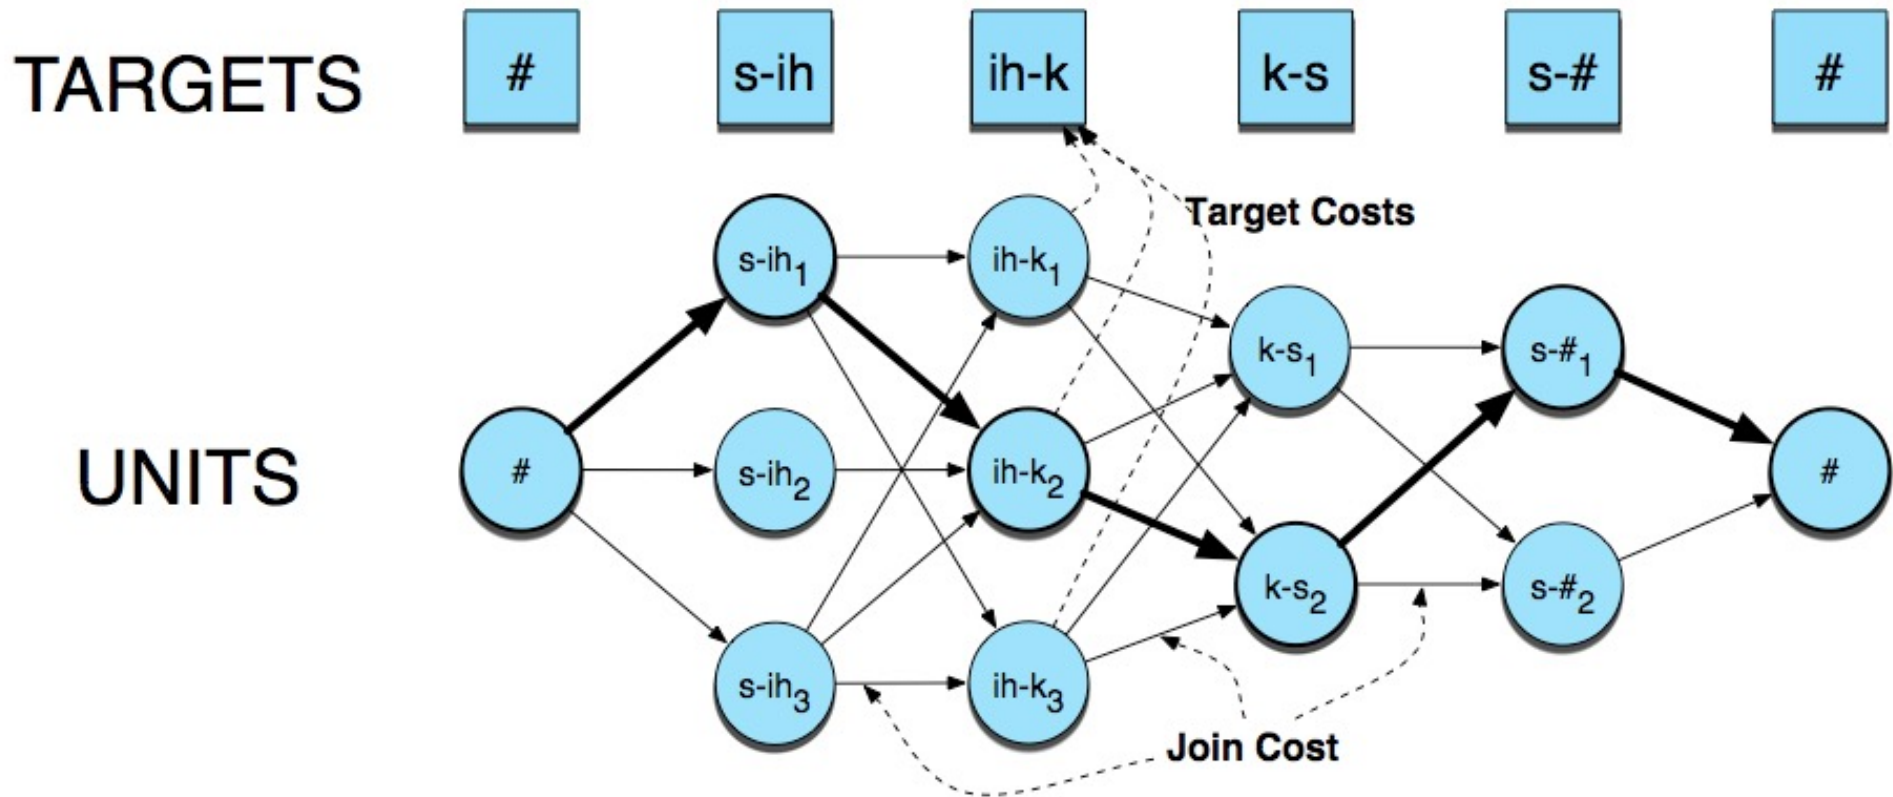 TARGETS # s-ih ih-k k-s s-# #
Target Costs
s-ih1 ih-k1
k-s1 s-#1
UNITS # s-ih2 ih-k2 #
k-s2 s-#2
s-ih3 ih-k3
Join Cost